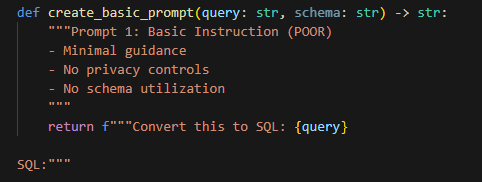 def create_basic_prompt(query: str, schema: str) -> str:
    """Prompt 1: Basic Instruction (POOR)
    - Minimal guidance
    - No privacy controls
    - No schema utilization
    """
    return f"""Convert this to SQL: {query}

SQL:"""